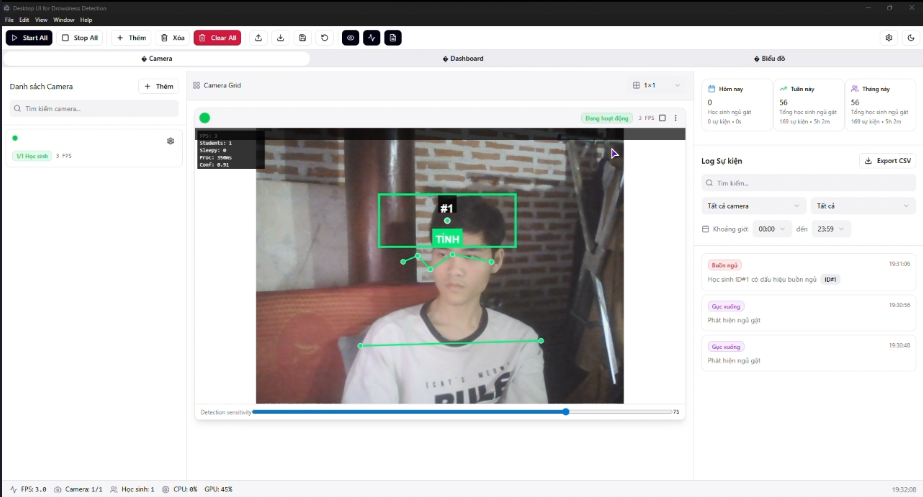 Desktop UI for Drowsiness Detection
File Edit View Window Help
Start All Stop All Thêm Xóa Clear All
Camera Dashboard Biểu đồ
Danh sách Camera Thêm
Tìm kiếm camera...
1/1 Học sinh 3 FPS
Camera Grid 1×1
Đang hoạt động 3 FPS
FPS: 3
Students: 1
Sleepy: 0
Proc: 350ms
Conf: 0.91
#1
TỈNH
(CAT'S MEOW)
RULE
Detection sensitivity 75
Hôm nay
0
Học sinh ngủ gật
0 sự kiện • 0s
Tuần này
56
Tổng học sinh ngủ gật
169 sự kiện • 5h 2m
Tháng này
56
Tổng học sinh ngủ gật
169 sự kiện • 5h 2m
Log Sự kiện Export CSV
Tìm kiếm...
Tất cả camera Tất cả
Khoảng giờ 00:00 đến 23:59
Buồn ngủ 19:31:06
Học sinh ID#1 có dấu hiệu buồn ngủ ID#1
Gục xuống 19:30:56
Phát hiện ngủ gật
Gục xuống 19:30:40
Phát hiện ngủ gật
FPS: 3.0 Camera: 1/1 Học sinh: 1 CPU: 0% GPU: 45% 19:32:08